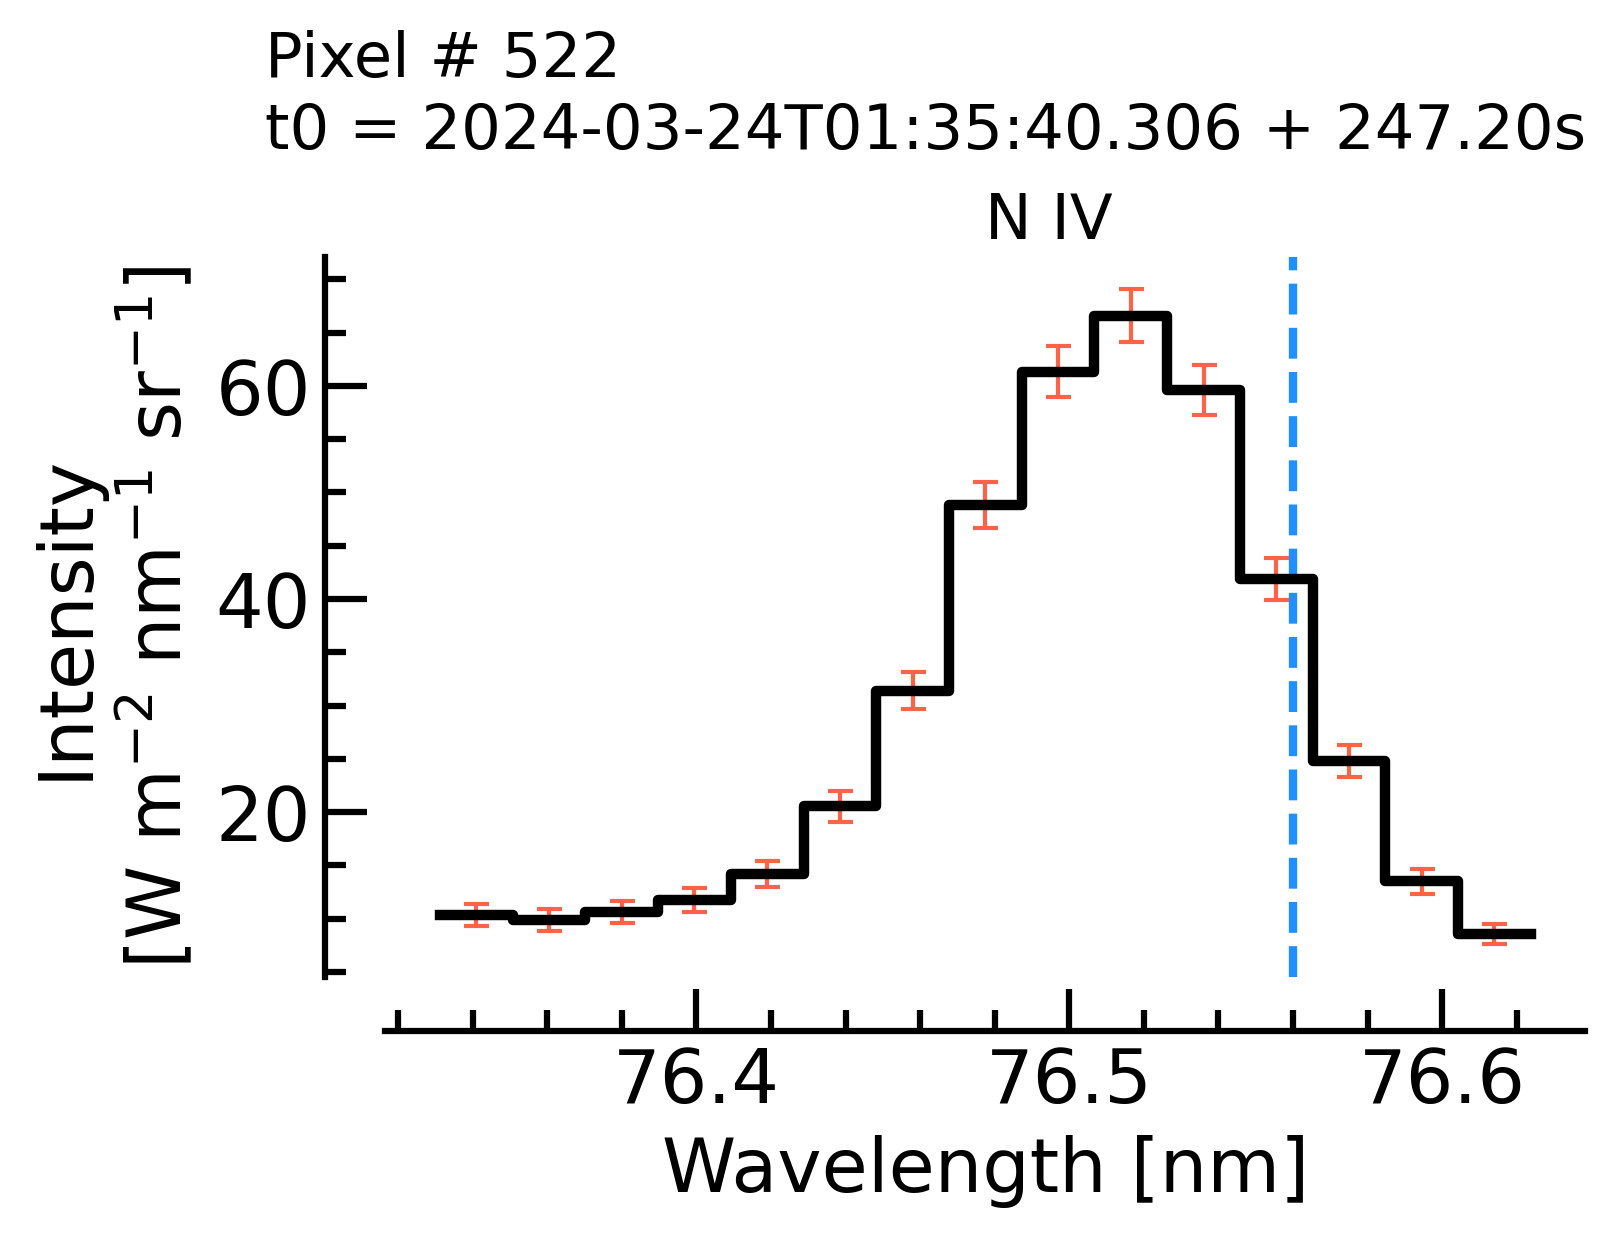 Pixel # 522
t0 = 2024-03-24T01:35:40.306 + 247.20s
N IV
Intensity
[W m⁻² nm⁻¹ sr⁻¹]
60
40
20
76.4 76.5 76.6
Wavelength [nm]